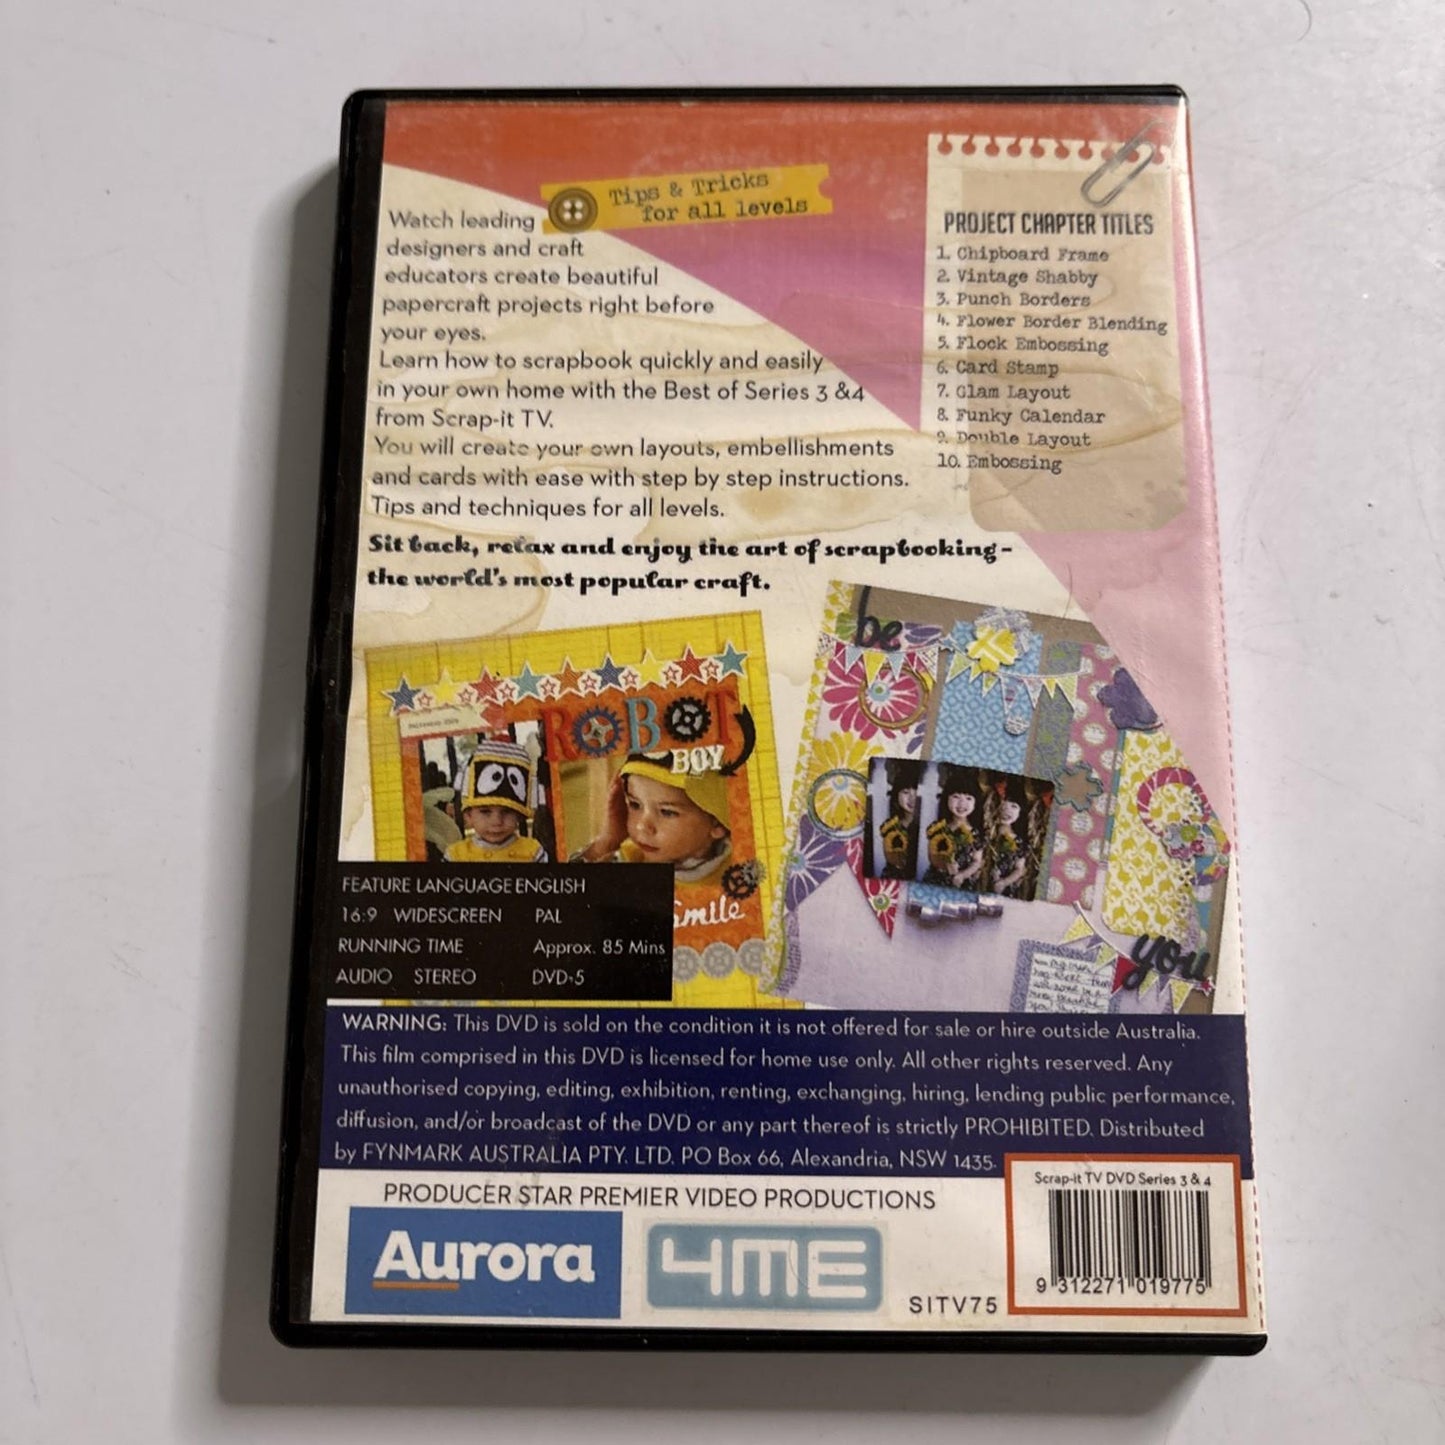 Tips & Tricks
for all levels
Watch leading
designers and craft
educators create beautiful
papercraft projects right before
your eyes.
Learn how to scrapbook quickly and easily
in your own home with the Best of Series 3 &4
from Scrap-it TV.
You will create your own layouts, embellishments
and cards with ease with step by step instructions.
Tips and techniques for all levels.
Sit back, relax and enjoy the art of scrapbooking -
the world's most popular craft.
PROJECT CHAPTER TITLES
1. Chipboard Frame
2. Vintage Shabby
3. Punch Borders
4. Flower Border Blending
5. Flock Embossing
6. Card Stamp
7. Glam Layout
8. Funky Calendar
9. Double Layout
10. Embossing
ROBOT
BOY
Smile
be
you
FEATURE LANGUAGE ENGLISH
16:9 WIDESCREEN PAL
RUNNING TIME Approx. 85 Mins
AUDIO STEREO DVD-5
WARNING: This DVD is sold on the condition it is not offered for sale or hire outside Australia.
This film comprised in this DVD is licensed for home use only. All other rights reserved. Any
unauthorised copying, editing, exhibition, renting, exchanging, hiring, lending public performance,
diffusion, and/or broadcast of the DVD or any part thereof is strictly PROHIBITED. Distributed
by FYNMARK AUSTRALIA PTY. LTD. PO Box 66, Alexandria, NSW 1435.
PRODUCER STAR PREMIER VIDEO PRODUCTIONS
Aurora
4ME
SITV75
Scrap-it TV DVD Series 3 & 4
9 312271 019775